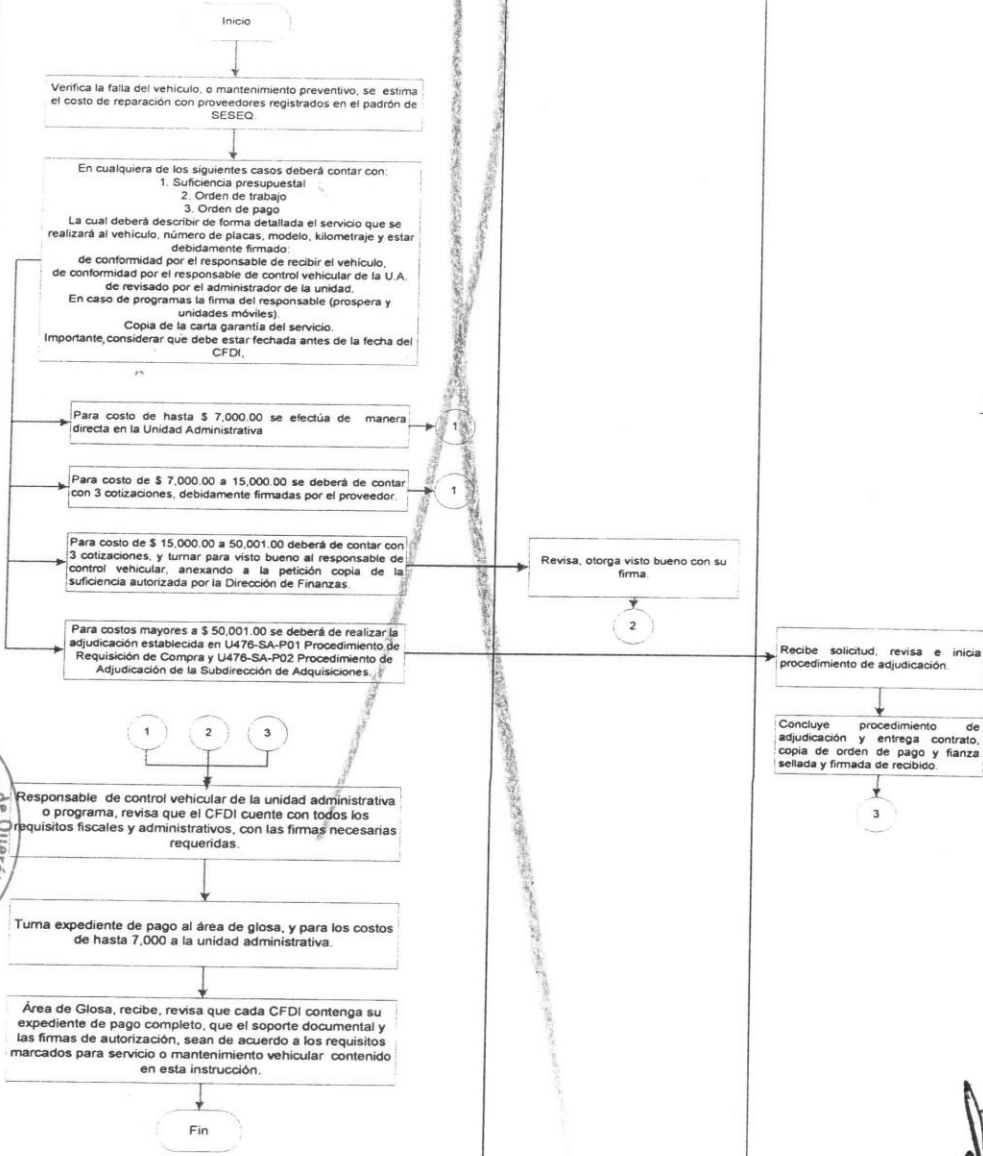 Inicio
Verifica la falla del vehículo, o mantenimiento preventivo, se estima
el costo de reparación con proveedores registrados en el padrón de
SESEQ.
En cualquiera de los siguientes casos deberá contar con:
1. Suficiencia presupuestal
2. Orden de trabajo
3. Orden de pago
La cual deberá describir de forma detallada el servicio que se
realizará al vehículo, número de placas, modelo, kilometraje y estar
debidamente firmado:
de conformidad por el responsable de recibir el vehículo,
de conformidad por el responsable de control vehicular de la U.A.
de revisado por el administrador de la unidad.
En caso de programas la firma del responsable (prospera y
unidades móviles).
Copia de la carta garantía del servicio.
Importante, considerar que debe estar fechada antes de la fecha del
CFDI.
Para costo de hasta $ 7,000.00 se efectúa de manera
directa en la Unidad Administrativa
1
Para costo de $ 7,000.00 a 15,000.00 se deberá de contar
con 3 cotizaciones, debidamente firmadas por el proveedor.
1
Para costo de $ 15,000.00 a 50,001.00 deberá de contar con
3 cotizaciones, y turnar para visto bueno al responsable de
control vehicular, anexando a la petición copia de la
suficiencia autorizada por la Dirección de Finanzas.
Revisa, otorga visto bueno con su
firma.
2
Para costos mayores a $ 50,001.00 se deberá de realizar la
adjudicación establecida en U476-SA-P01 Procedimiento de
Requisición de Compra y U476-SA-P02 Procedimiento de
Adjudicación de la Subdirección de Adquisiciones.
Recibe solicitud, revisa e inicia
procedimiento de adjudicación.
Concluye procedimiento de
adjudicación y entrega contrato,
copia de orden de pago y fianza
sellada y firmada de recibido.
3
1 2 3
Responsable de control vehicular de la unidad administrativa
o programa, revisa que el CFDI cuente con todos los
requisitos fiscales y administrativos, con las firmas necesarias
requeridas.
Turna expediente de pago al área de glosa, y para los costos
de hasta 7,000 a la unidad administrativa.
Área de Glosa, recibe, revisa que cada CFDI contenga su
expediente de pago completo, que el soporte documental y
las firmas de autorización, sean de acuerdo a los requisitos
marcados para servicio o mantenimiento vehicular contenido
en esta instrucción.
Fin